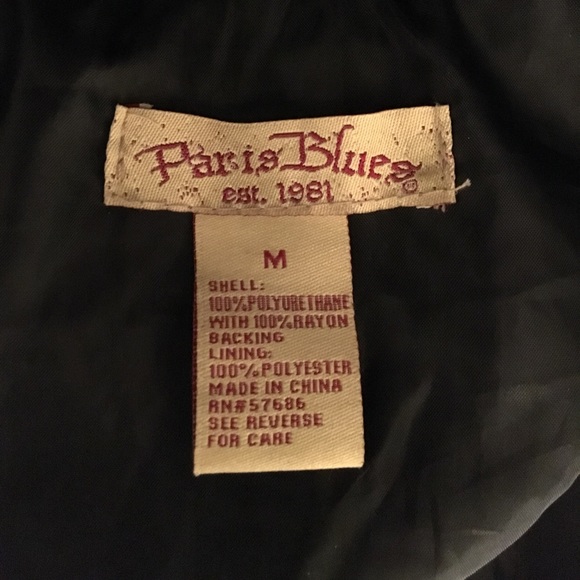 Paris Blues©
est. 1981
M
SHELL:
100%POLYURETHANE
WITH 100%RAYON
BACKING
LINING:
100%POLYESTER
MADE IN CHINA
RN#57686
SEE REVERSE
FOR CARE